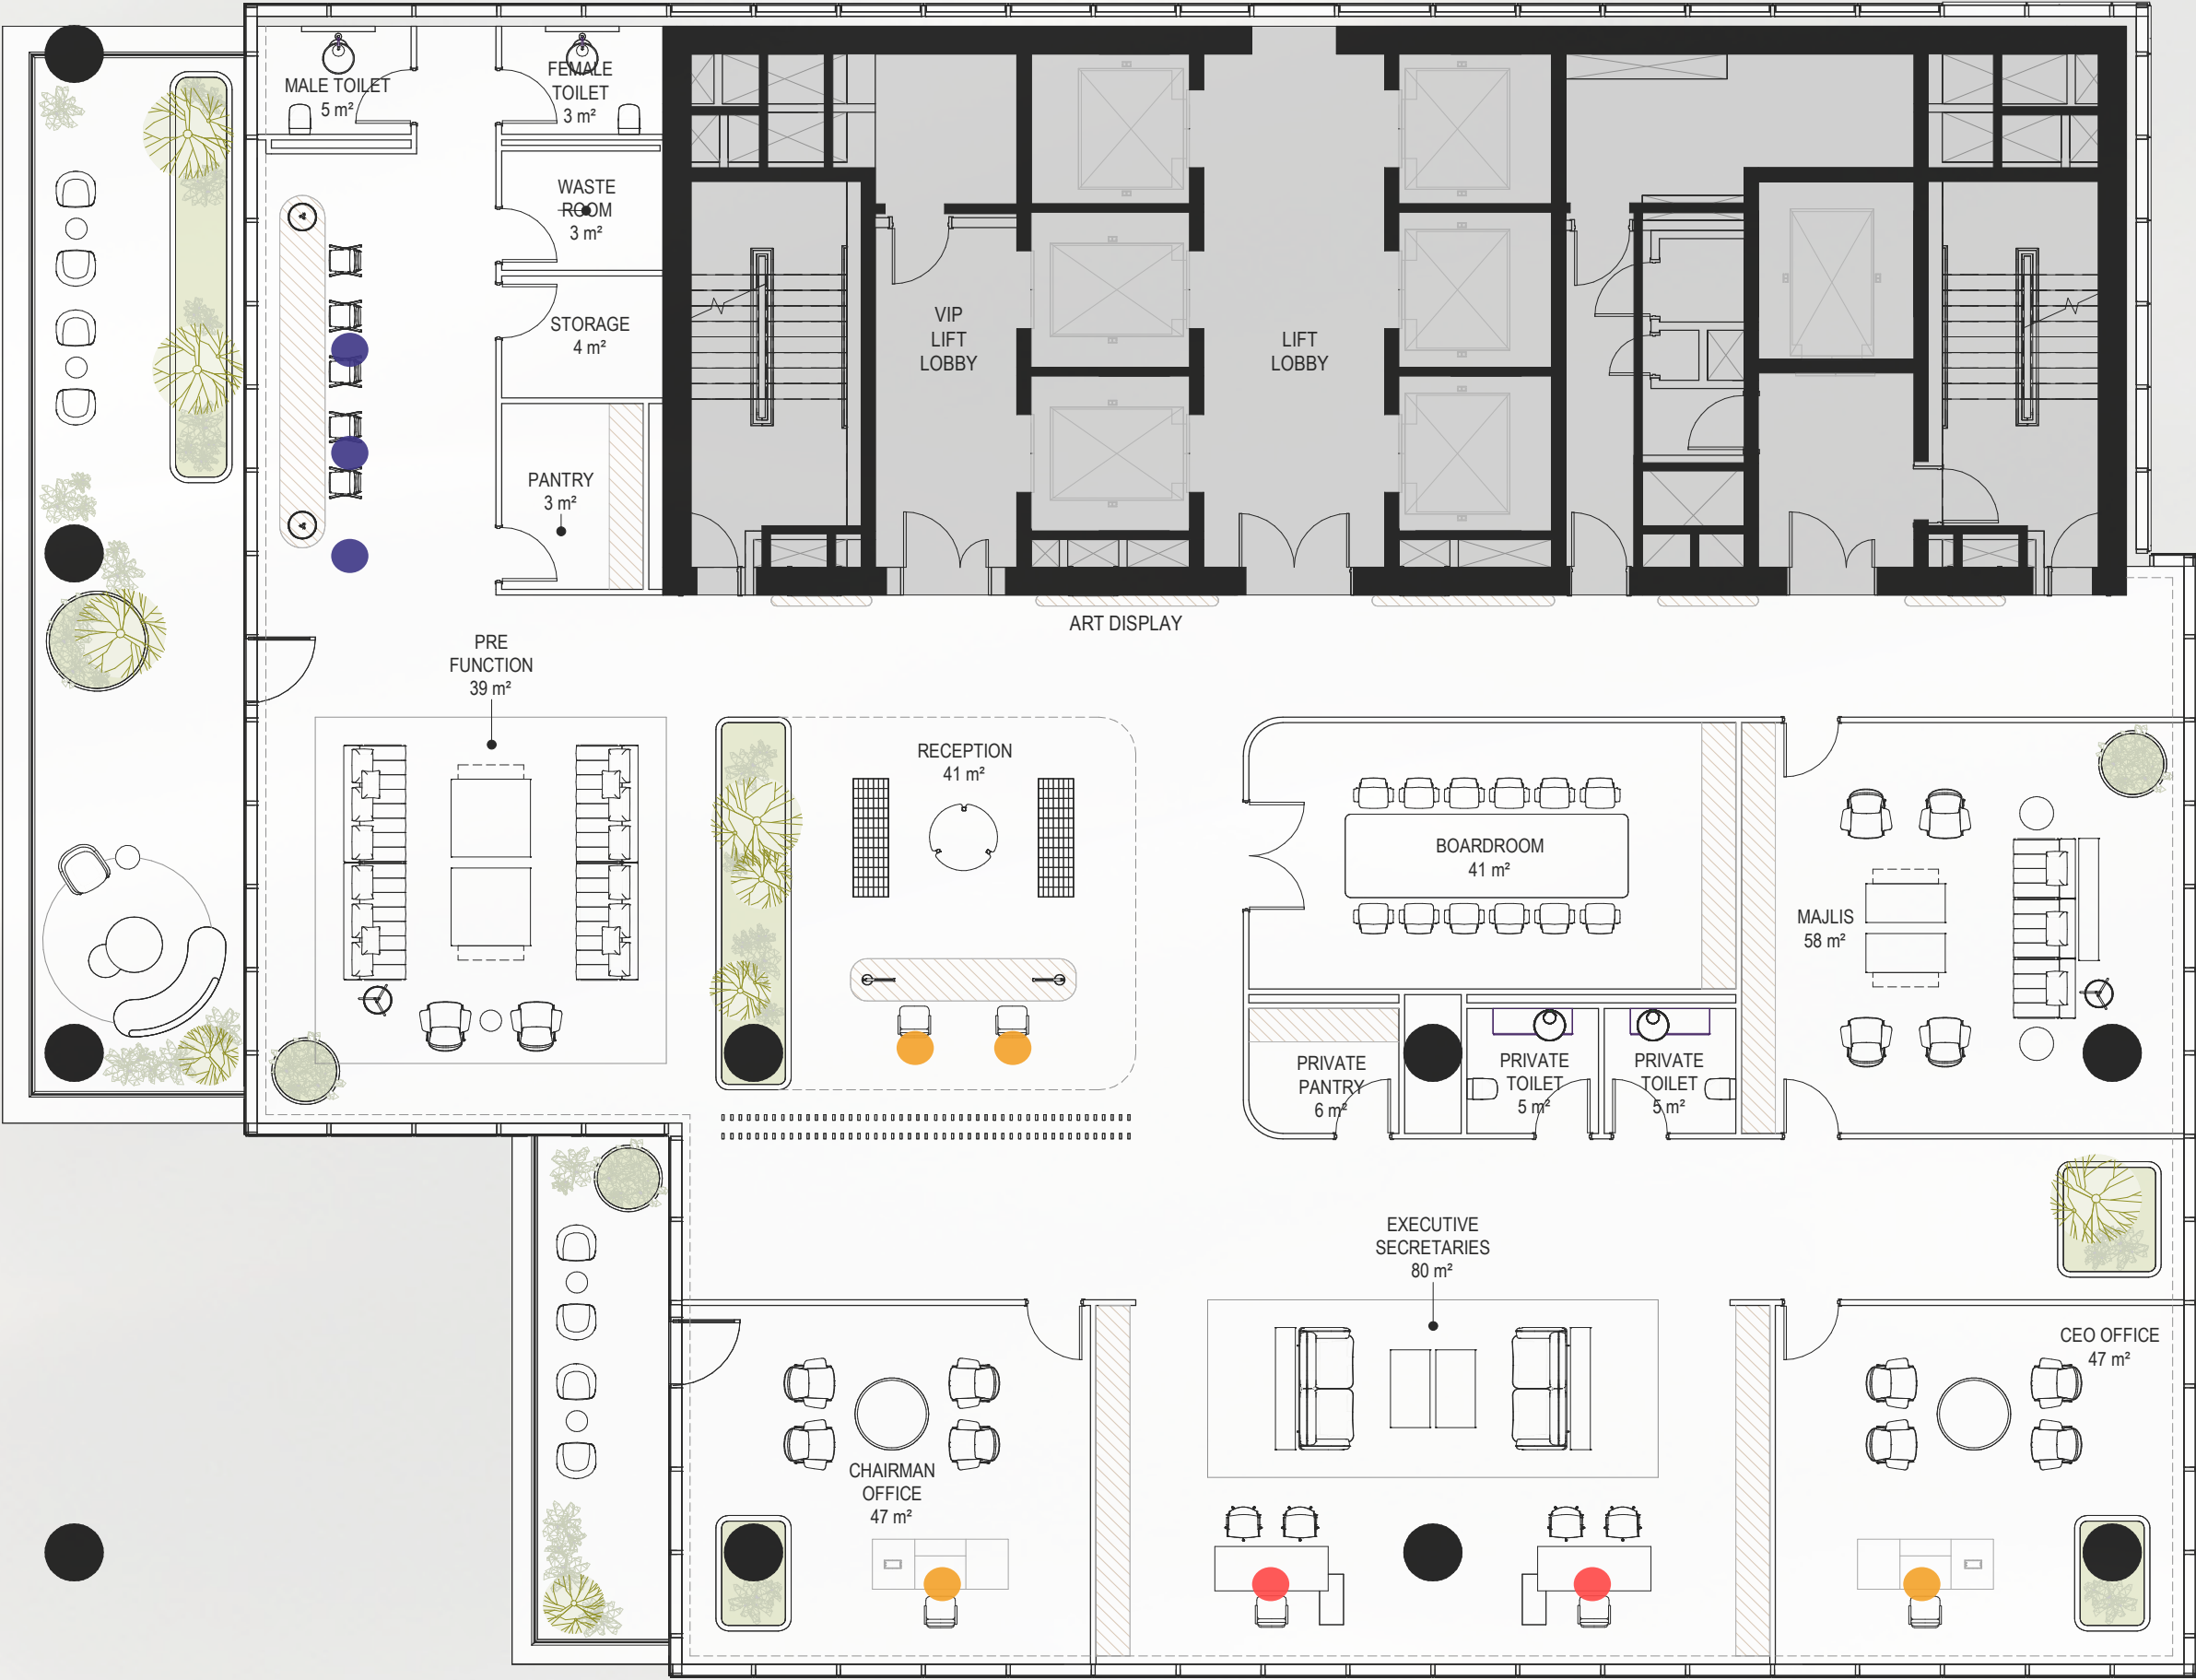 MALE TOILET
5 m²
FEMALE
TOILET
3 m²
WASTE
ROOM
3 m²
STORAGE
4 m²
PANTRY
3 m²
VIP
LIFT
LOBBY
LIFT
LOBBY
ART DISPLAY
PRE
FUNCTION
39 m²
RECEPTION
41 m²
BOARDROOM
41 m²
MAJLIS
58 m²
PRIVATE
PANTRY
6 m²
PRIVATE
TOILET
5 m²
PRIVATE
TOILET
5 m²
EXECUTIVE
SECRETARIES
80 m²
CEO OFFICE
47 m²
CHAIRMAN
OFFICE
47 m²